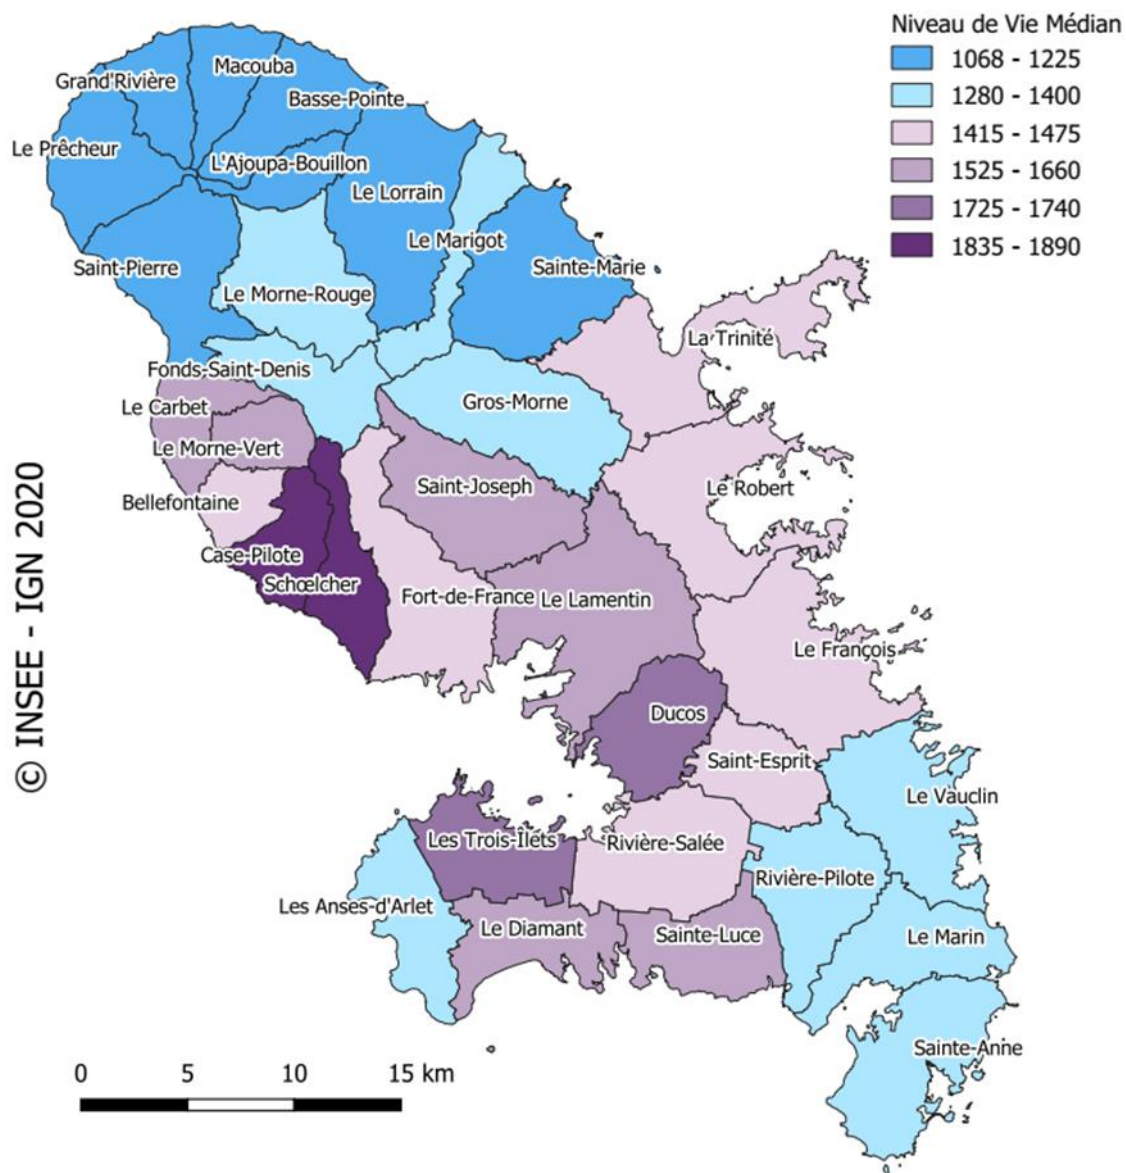 Niveau de Vie Médian
1068 - 1225
1280 - 1400
1415 - 1475
1525 - 1660
1725 - 1740
1835 - 1890
Macouba
Grand'Rivière
Basse-Pointe
Le Prêcheur
L'Ajoupa-Bouillon
Le Lorrain
Le Marigot
Saint-Pierre
Sainte-Marie
Le Morne-Rouge
La Trinité
Fonds-Saint-Denis
Le Carbet
Gros-Morne
Le Morne-Vert
Saint-Joseph
Le Robert
Bellefontaine
Case-Pilote
Schœlcher
Fort-de-France
Le Lamentin
Le François
Ducos
Saint-Esprit
Le Vauclin
Les Trois-Îlets
Rivière-Salée
Rivière-Pilote
Les Anses-d'Arlet
Le Diamant
Sainte-Luce
Le Marin
Sainte-Anne
0 5 10 15 km
© INSEE - IGN 2020